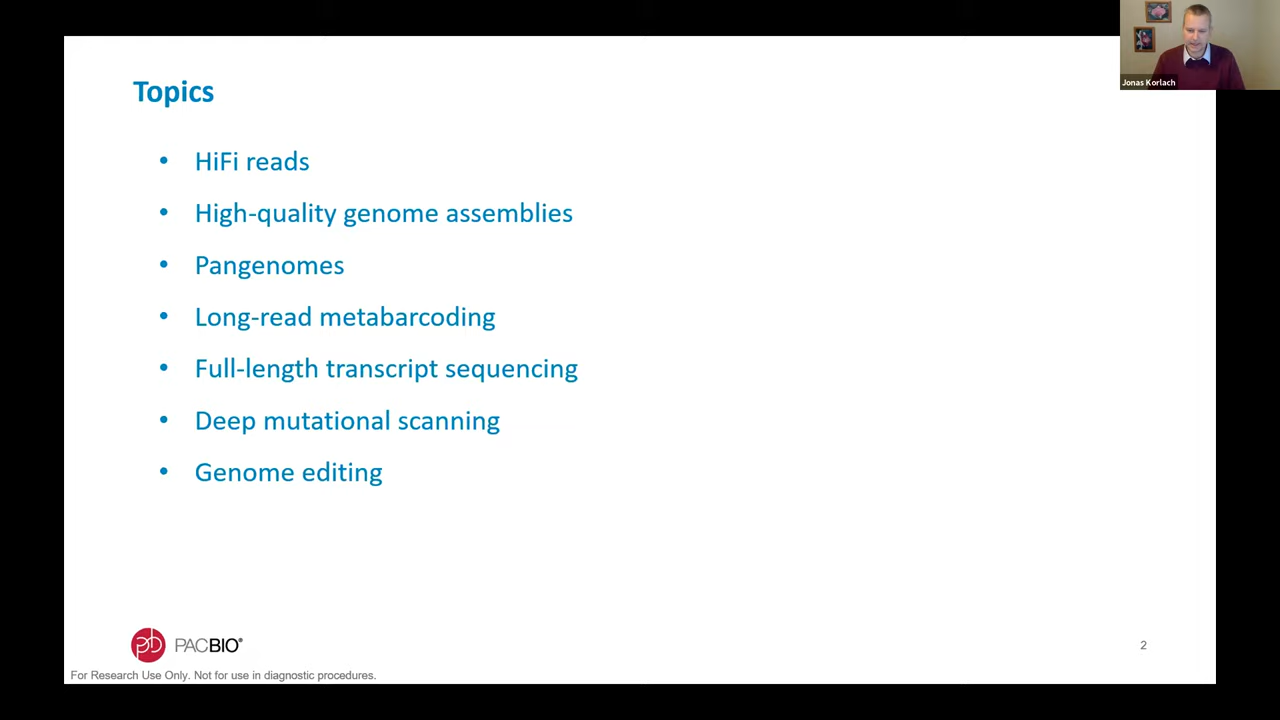 Jonas Korlach
Topics
• HiFi reads
• High-quality genome assemblies
• Pangenomes
• Long-read metabarcoding
• Full-length transcript sequencing
• Deep mutational scanning
• Genome editing
PACBIO®
2
For Research Use Only. Not for use in diagnostic procedures.